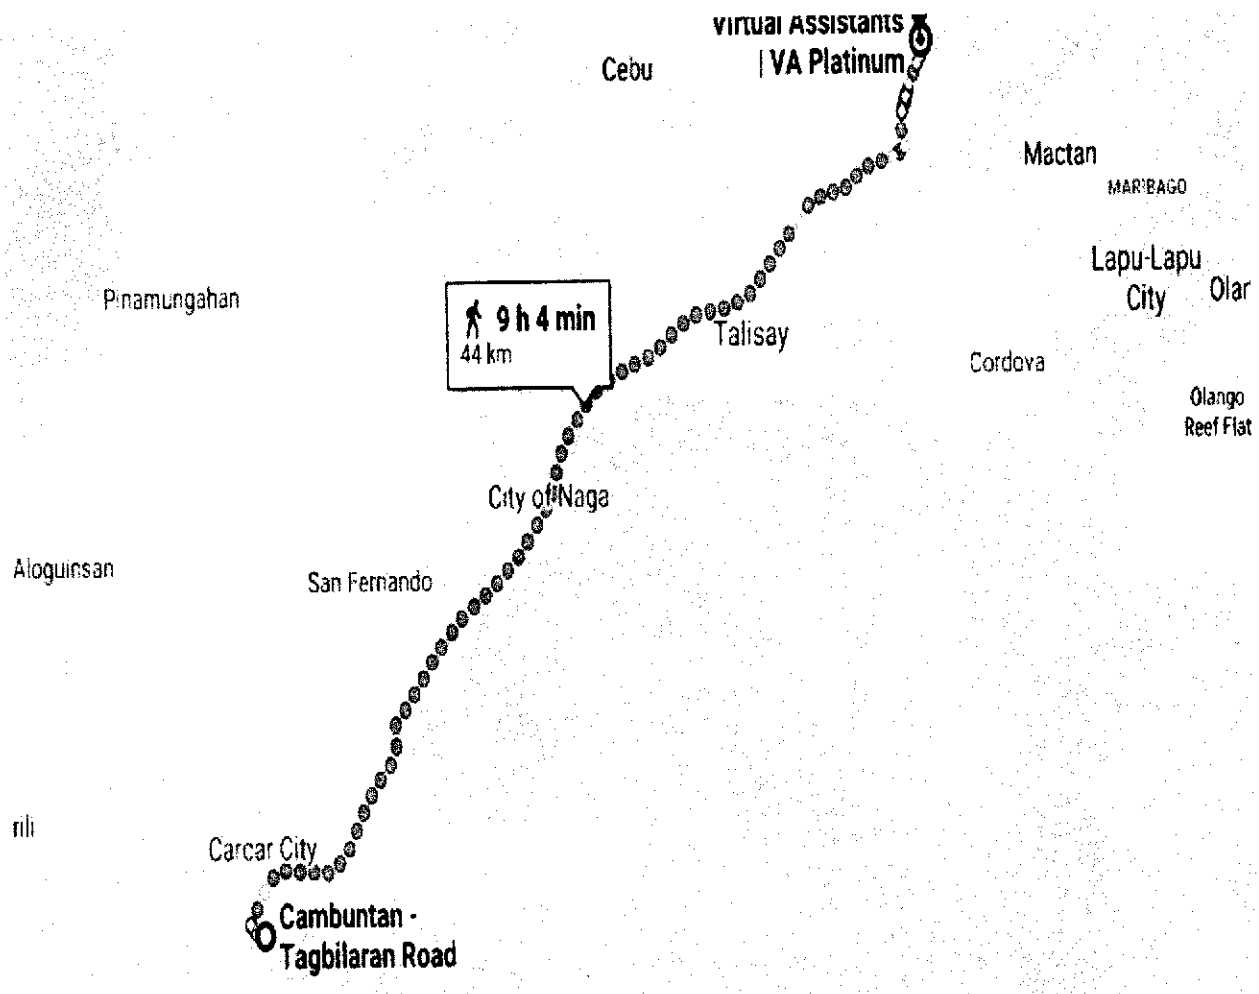 Virtual Assistants
| VA Platinum
Cebu
Mactan
MARIBAGO
Lapu-Lapu
City
Olar
Pinamungahan
9 h 4 min
44 km
Talisay
Cordova
Olango
Reef Flat
City of Naga
Aloguinsan
San Fernando
rili
Carcar City
Cambuntan -
Tagbilaran Road